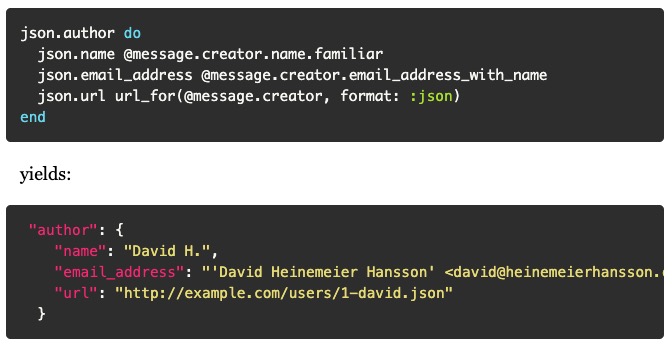 json.author do
json.name @message.creator.name.familiar
json.email_address @message.creator.email_address_with_name
json.url url_for(@message.creator, format: :json)
end
yields:
"author": {
"name": "David H.",
"email_address": "'David Heinemeier Hansson' <david@heinemeierhansson.
"url": "http://example.com/users/1-david.json"
}